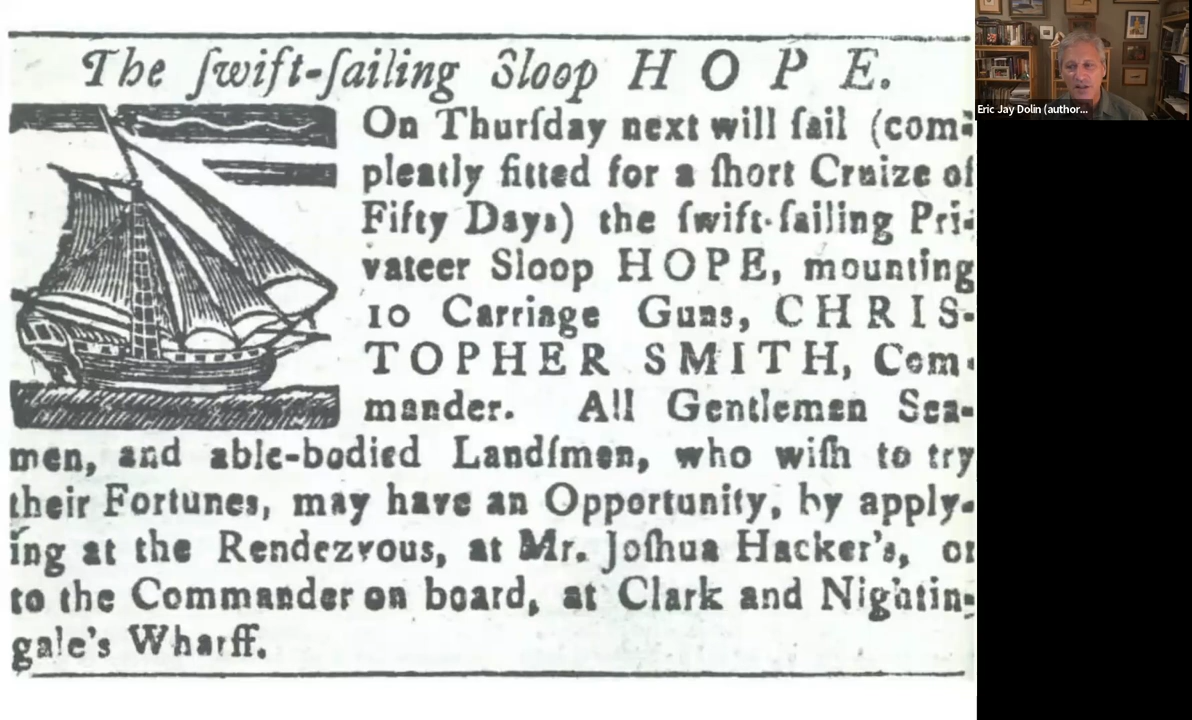 The ſwift-ſailing Sloop H O P E.
On Thurſday next will ſail (com-
pleatly fitted for a ſhort Cruize of
Fifty Days) the ſwift-ſailing Pri-
vateer Sloop HOPE, mounting
10 Carriage Guns, CHRIS-
TOPHER SMITH, Com-
mander. All Gentlemen Sea-
men, and able-bodied Landſmen, who wiſh to try
their Fortunes, may have an Opportunity, by apply-
ing at the Rendezvous, at Mr. Joſhua Hacker's, or
to the Commander on board, at Clark and Nightin-
gale's Wharff.
Eric Jay Dolin (author...